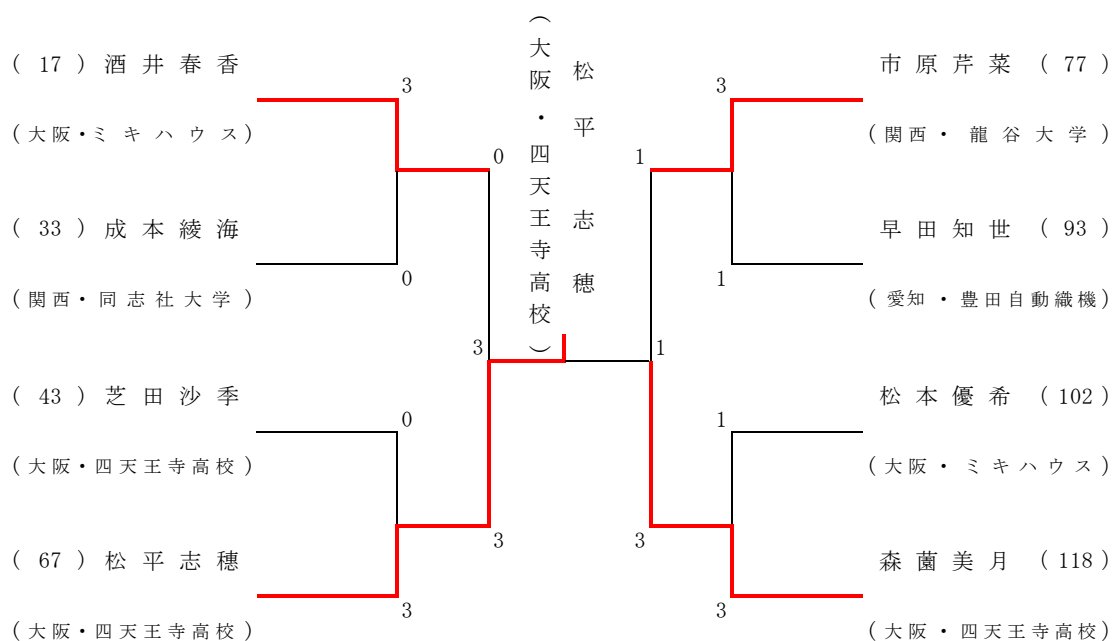 (17)酒井春香
(大阪・ミキハウス)
(33)成本綾海
(関西・同志社大学)
(43)芝田沙季
(大阪・四天王寺高校)
(67)松平志穂
(大阪・四天王寺高校)
3
0
0
3
0
3
3
松平志穂
(大阪・四天王寺高校)
1
1
3
3
1
1
3
市原芹菜(77)
(関西・龍谷大学)
早田知世(93)
(愛知・豊田自動織機)
松本優希(102)
(大阪・ミキハウス)
森薗美月(118)
(大阪・四天王寺高校)